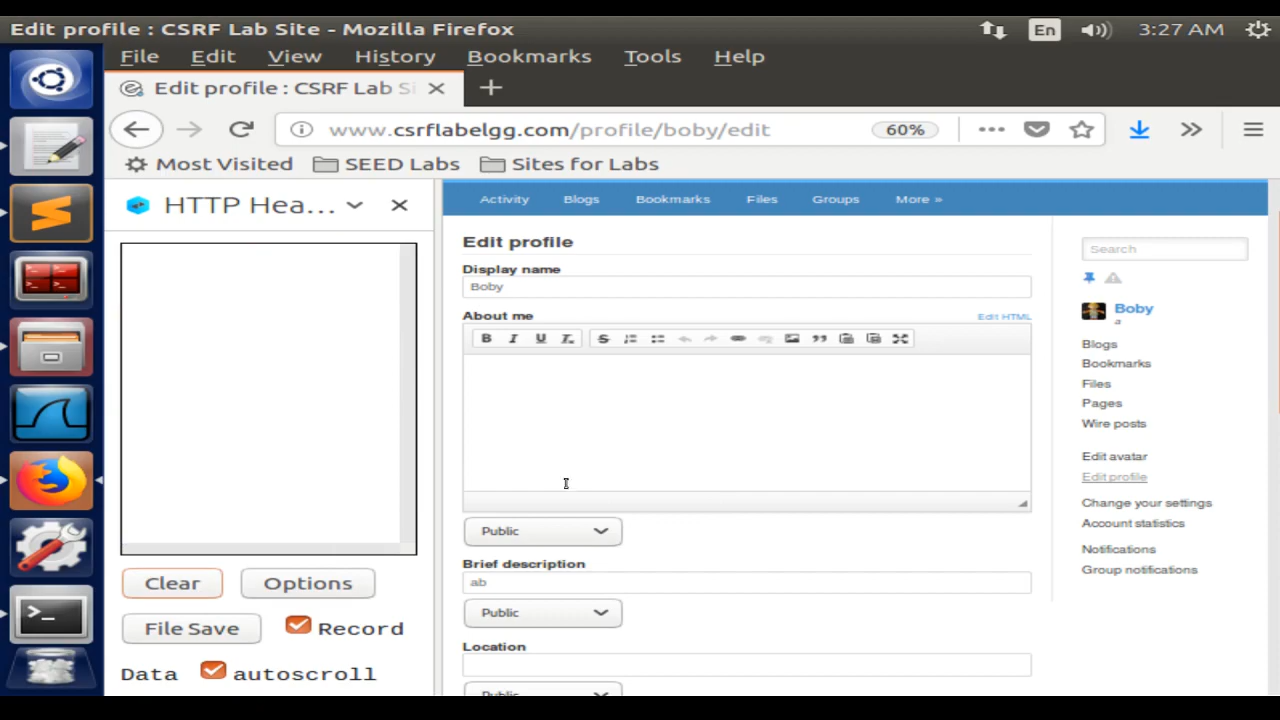 Edit profile : CSRF Lab Site - Mozilla Firefox En 3:27 AM
File Edit View History Bookmarks Tools Help
Edit profile : CSRF Lab Si
www.csrflabelgg.com/profile/boby/edit 60%
Most Visited SEED Labs Sites for Labs
HTTP Hea...
Clear Options
File Save Record
Data autoscroll
Activity Blogs Bookmarks Files Groups More »
Edit profile
Display name
Boby
About me Edit HTML
B I U Tx S
Public
Brief description
ab
Public
Location
Public
Search
Boby
a
Blogs
Bookmarks
Files
Pages
Wire posts
Edit avatar
Edit profile
Change your settings
Account statistics
Notifications
Group notifications